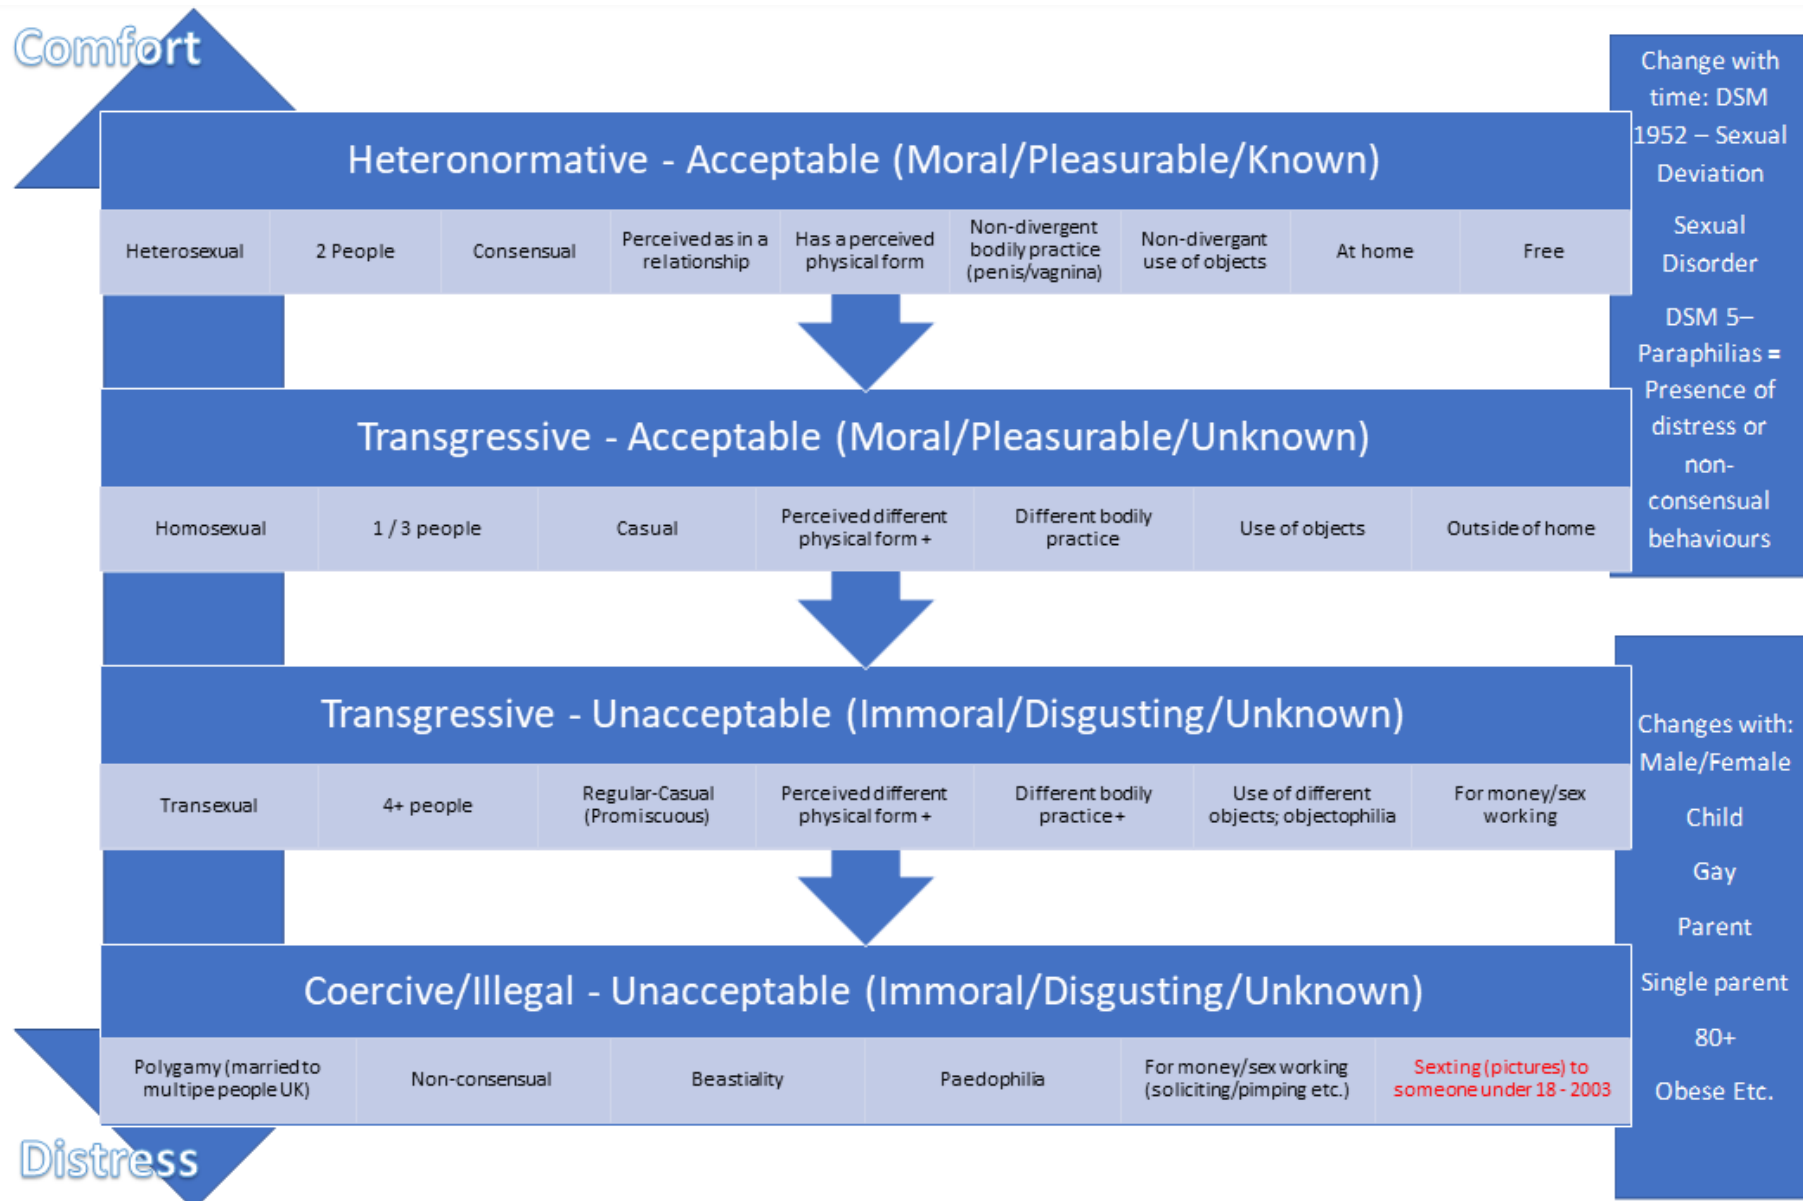 Comfort
Heteronormative - Acceptable (Moral/Pleasurable/Known)
Heterosexual
2 People
Consensual
Perceived as in a
relationship
Has a perceived
physical form
Non-divergent
bodily practice
(penis/vagnina)
Non-divergant
use of objects
At home
Free
Transgressive - Acceptable (Moral/Pleasurable/Unknown)
Homosexual
1 / 3 people
Casual
Perceived different
physical form +
Different bodily
practice
Use of objects
Outside of home
Transgressive - Unacceptable (Immoral/Disgusting/Unknown)
Transexual
4+ people
Regular-Casual
(Promiscuous)
Perceived different
physical form +
Different bodily
practice +
Use of different
objects; objectophilia
For money/sex
working
Coercive/Illegal - Unacceptable (Immoral/Disgusting/Unknown)
Polygamy (married to
multipe people UK)
Non-consensual
Beastiality
Paedophilia
For money/sex working
(soliciting/pimping etc.)
Sexting (pictures) to
someone under 18 - 2003
Distress
Change with
time: DSM
1952 – Sexual
Deviation
Sexual
Disorder
DSM 5–
Paraphilias =
Presence of
distress or
non-
consensual
behaviours
Changes with:
Male/Female
Child
Gay
Parent
Single parent
80+
Obese Etc.